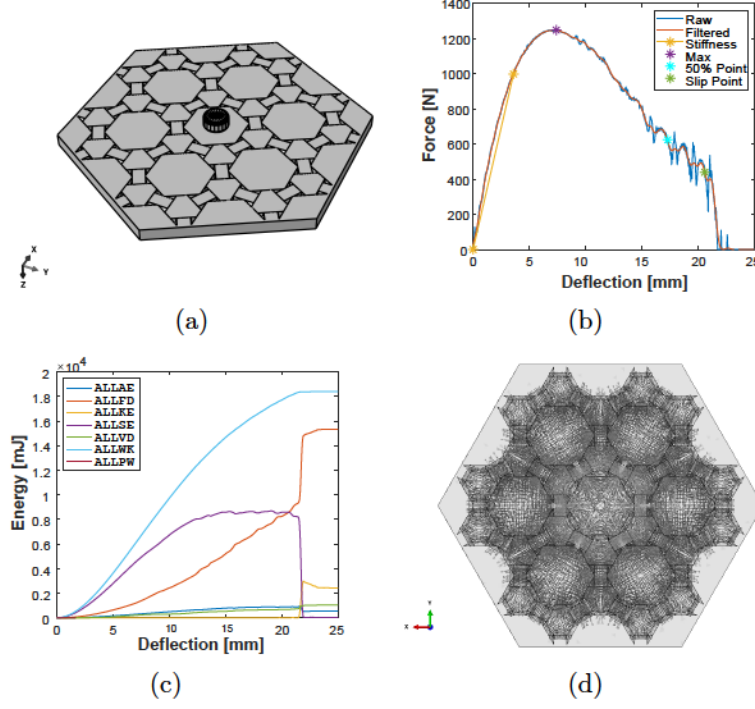 X
Y
Z
(a)
1400
1200
1000
800
600
400
200
0
Force [N]
Raw
Filtered
Stiffness
Max
50% Point
Slip Point
0
5
10
15
20
25
Deflection [mm]
(b)
×10^4
2
1.8
1.6
1.4
1.2
1
0.8
0.6
0.4
0.2
0
Energy [mJ]
ALLAE
ALLFD
ALLKE
ALLSE
ALLVD
ALLWK
ALLPW
0
5
10
15
20
25
Deflection [mm]
(c)
Y
X
(d)